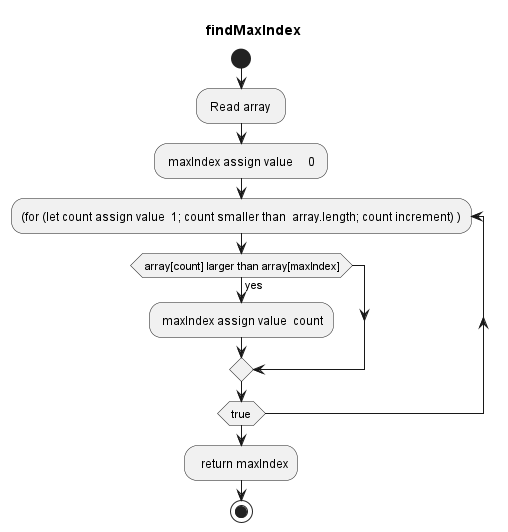 findMaxIndex
Read array
maxIndex assign value 0
(for (let count assign value 1; count smaller than array.length; count increment) )
array[count] larger than array[maxIndex]
yes
maxIndex assign value count
true
return maxIndex